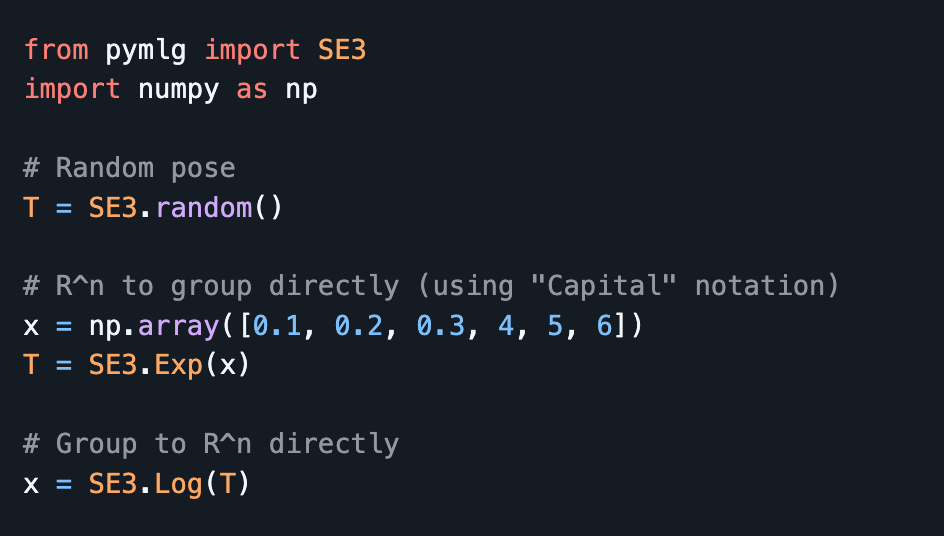 from pymlg import SE3
import numpy as np
# Random pose
T = SE3.random()
# R^n to group directly (using "Capital" notation)
x = np.array([0.1, 0.2, 0.3, 4, 5, 6])
T = SE3.Exp(x)
# Group to R^n directly
x = SE3.Log(T)